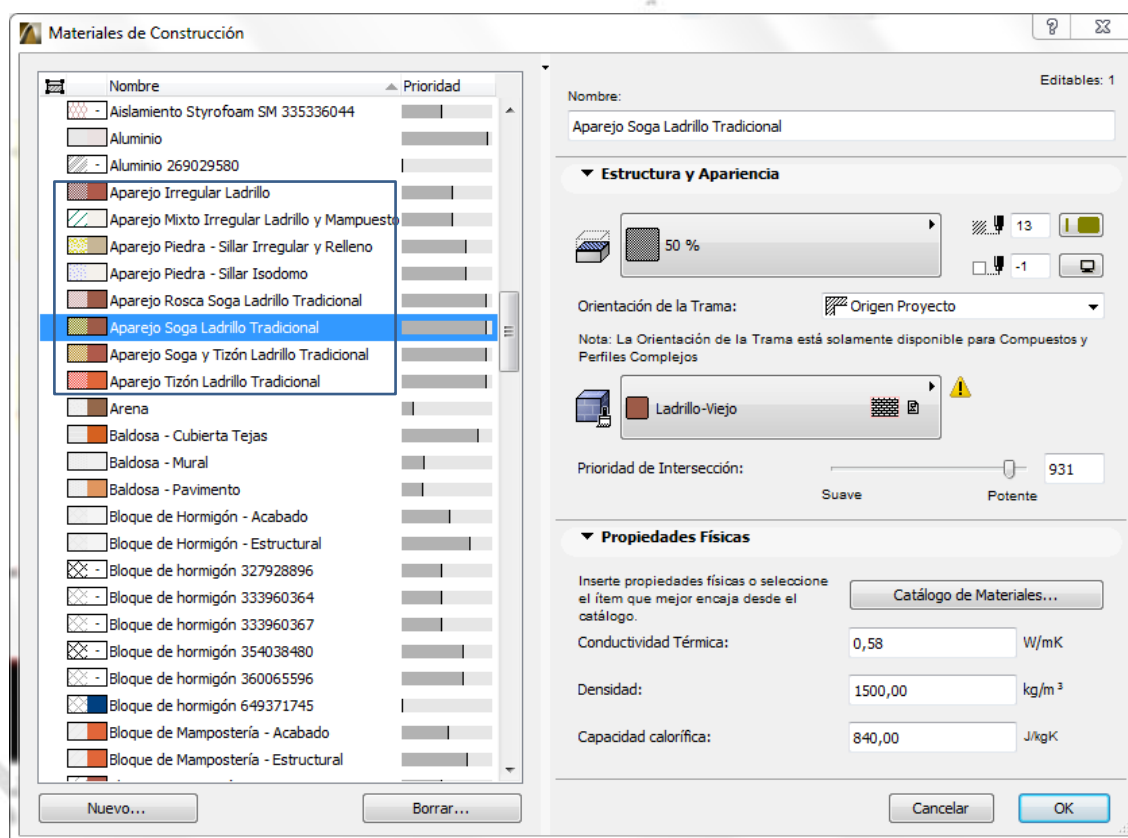 Materiales de Construcción
Nombre
Prioridad
Aislamiento Styrofoam SM 335336044
Aluminio
Aluminio 269029580
Aparejo Irregular Ladrillo
Aparejo Mixto Irregular Ladrillo y Mampuesto
Aparejo Piedra - Sillar Irregular y Relleno
Aparejo Piedra - Sillar Isodomo
Aparejo Rosca Soga Ladrillo Tradicional
Aparejo Soga Ladrillo Tradicional
Aparejo Soga y Tizón Ladrillo Tradicional
Aparejo Tizón Ladrillo Tradicional
Arena
Baldosa - Cubierta Tejas
Baldosa - Mural
Baldosa - Pavimento
Bloque de Hormigón - Acabado
Bloque de Hormigón - Estructural
Bloque de hormigón 327928896
Bloque de hormigón 333960364
Bloque de hormigón 333960367
Bloque de hormigón 354038480
Bloque de hormigón 360065596
Bloque de hormigón 649371745
Bloque de Mampostería - Acabado
Bloque de Mampostería - Estructural
Nuevo...
Borrar...
Editables: 1
Nombre:
Aparejo Soga Ladrillo Tradicional
Estructura y Apariencia
50 %
13
-1
Orientación de la Trama:
Origen Proyecto
Nota: La Orientación de la Trama está solamente disponible para Compuestos y
Perfiles Complejos
Ladrillo-Viejo
Prioridad de Intersección:
931
Suave
Potente
Propiedades Físicas
Inserte propiedades físicas o seleccione
el ítem que mejor encaja desde el
catálogo.
Catálogo de Materiales...
Conductividad Térmica:
0,58
W/mK
Densidad:
1500,00
kg/m³
Capacidad calorífica:
840,00
J/kgK
Cancelar
OK